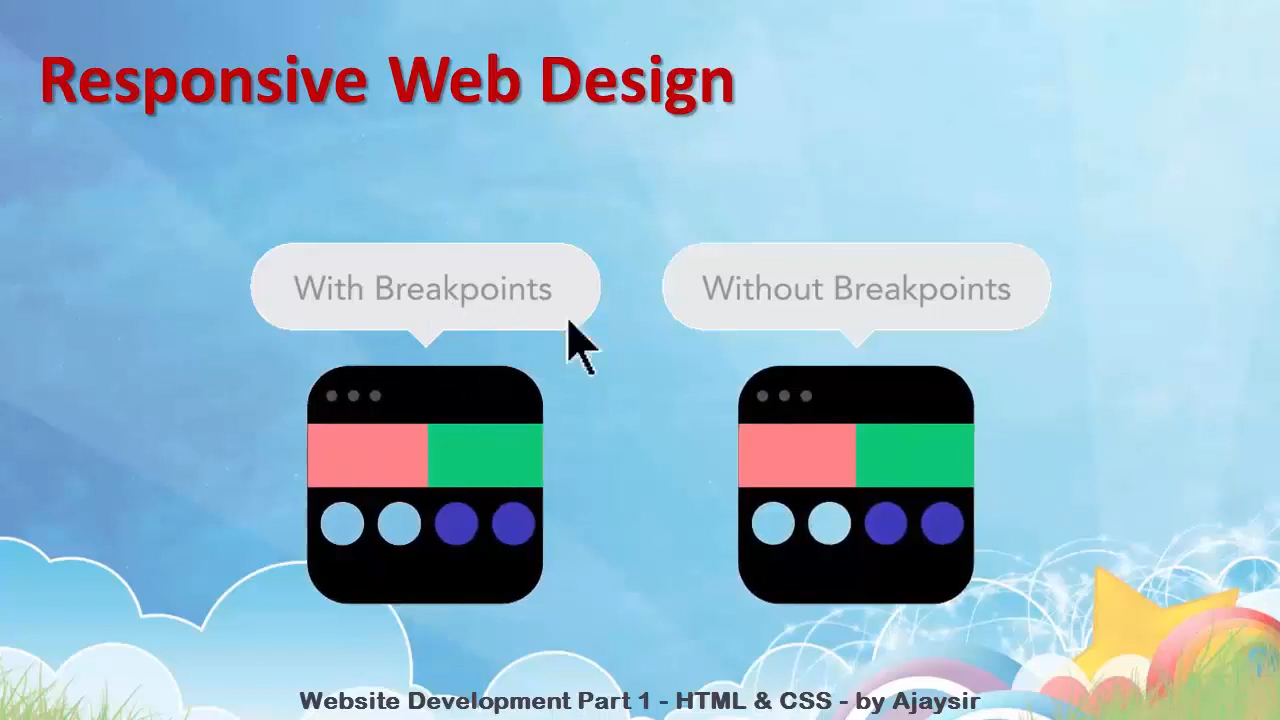 Responsive Web Design
With Breakpoints
Without Breakpoints
Website Development Part 1 - HTML & CSS - by Ajaysir